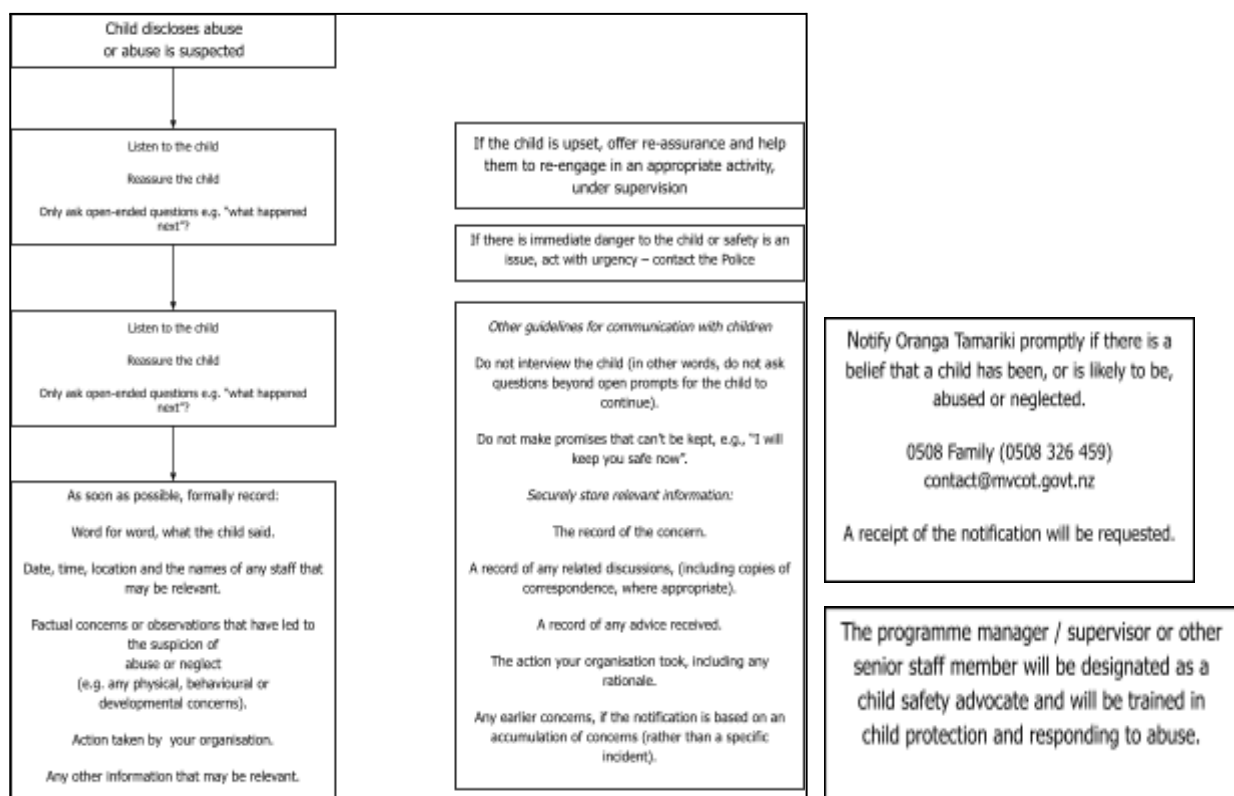 Child discloses abuse
or abuse is suspected
Listen to the child
Reassure the child
Only ask open-ended questions e.g. "what happened
next"?
Listen to the child
Reassure the child
Only ask open-ended questions e.g. "what happened
next"?
As soon as possible, formally record:
Word for word, what the child said.
Date, time, location and the names of any staff that
may be relevant.
Factual concerns or observations that have led to
the suspicion of
abuse or neglect
(e.g. any physical, behavioural or
developmental concerns).
Action taken by your organisation.
Any other information that may be relevant.
If the child is upset, offer re-assurance and help
them to re-engage in an appropriate activity,
under supervision
If there is immediate danger to the child or safety is an
issue, act with urgency – contact the Police
Other guidelines for communication with children
Do not interview the child (in other words, do not ask
questions beyond open prompts for the child to
continue).
Do not make promises that can't be kept, e.g., "I will
keep you safe now".
Securely store relevant information:
The record of the concern.
A record of any related discussions, (including copies of
correspondence, where appropriate).
A record of any advice received.
The action your organisation took, including any
rationale.
Any earlier concerns, if the notification is based on an
accumulation of concerns (rather than a specific
incident).
Notify Oranga Tamariki promptly if there is a
belief that a child has been, or is likely to be,
abused or neglected.
0508 Family (0508 326 459)
contact@mvcot.govt.nz
A receipt of the notification will be requested.
The programme manager / supervisor or other
senior staff member will be designated as a
child safety advocate and will be trained in
child protection and responding to abuse.